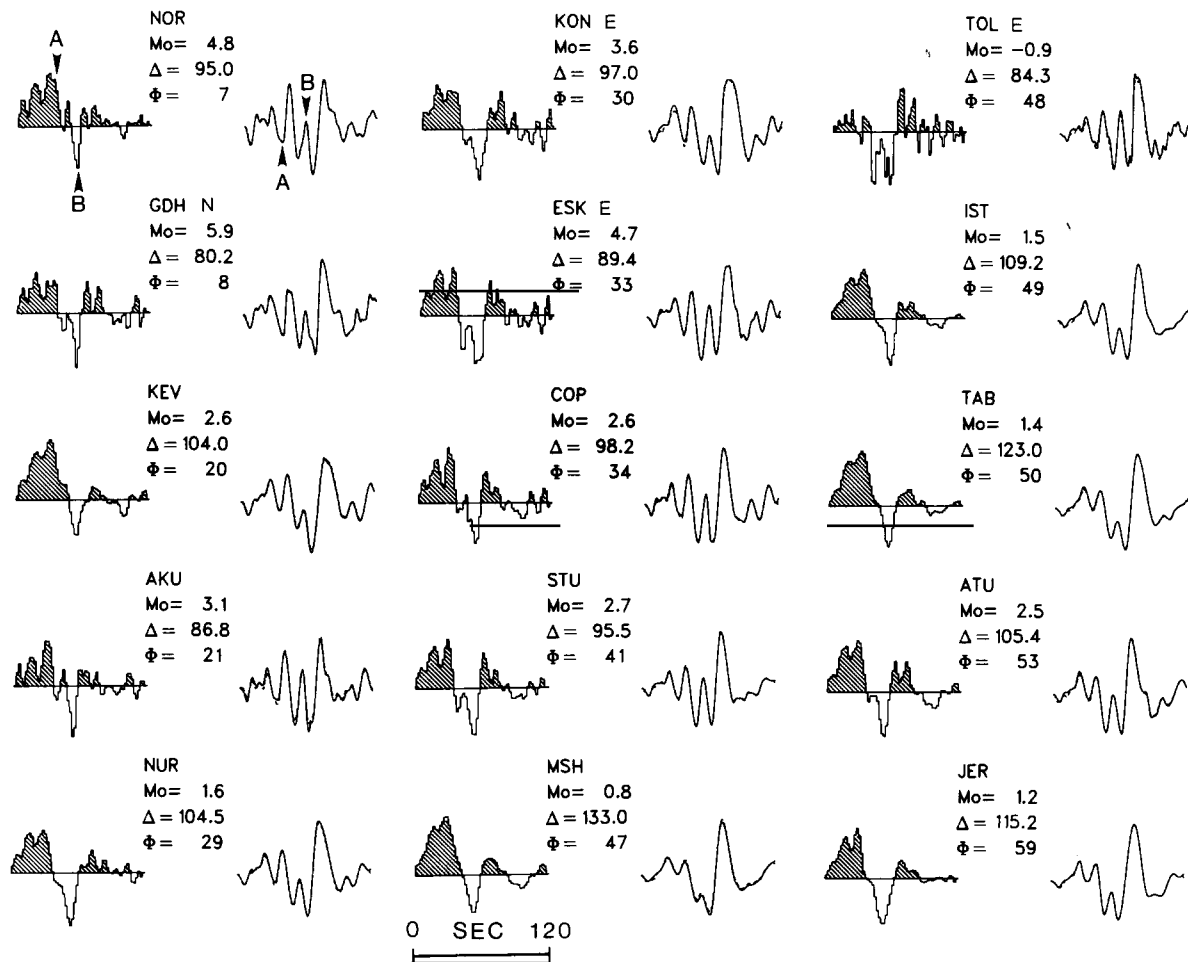 NOR
Mo= 4.8
Δ= 95.0
Φ= 7
A
B
B
A
KON E
Mo= 3.6
Δ= 97.0
Φ= 30
TOL E
Mo= −0.9
Δ= 84.3
Φ= 48
GDH N
Mo= 5.9
Δ= 80.2
Φ= 8
ESK E
Mo= 4.7
Δ= 89.4
Φ= 33
IST
Mo= 1.5
Δ= 109.2
Φ= 49
KEV
Mo= 2.6
Δ= 104.0
Φ= 20
COP
Mo= 2.6
Δ= 98.2
Φ= 34
TAB
Mo= 1.4
Δ= 123.0
Φ= 50
AKU
Mo= 3.1
Δ= 86.8
Φ= 21
STU
Mo= 2.7
Δ= 95.5
Φ= 41
ATU
Mo= 2.5
Δ= 105.4
Φ= 53
NUR
Mo= 1.6
Δ= 104.5
Φ= 29
MSH
Mo= 0.8
Δ= 133.0
Φ= 47
JER
Mo= 1.2
Δ= 115.2
Φ= 59
0 SEC 120